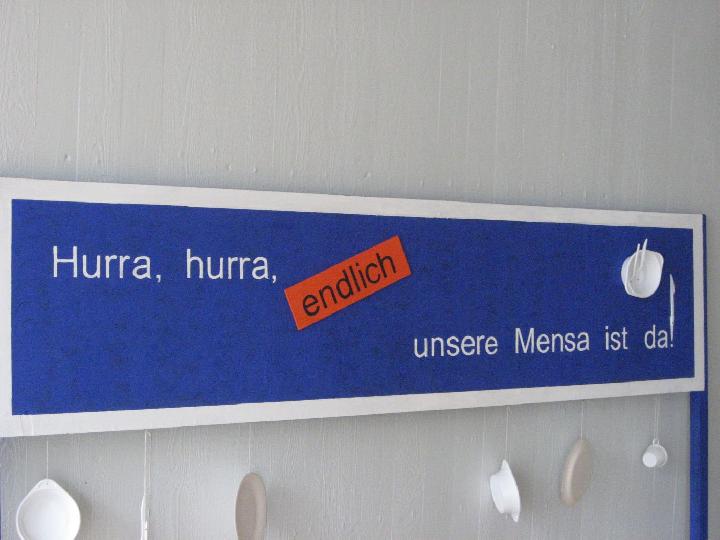 Hurra, hurra, endlich
unsere Mensa ist da!